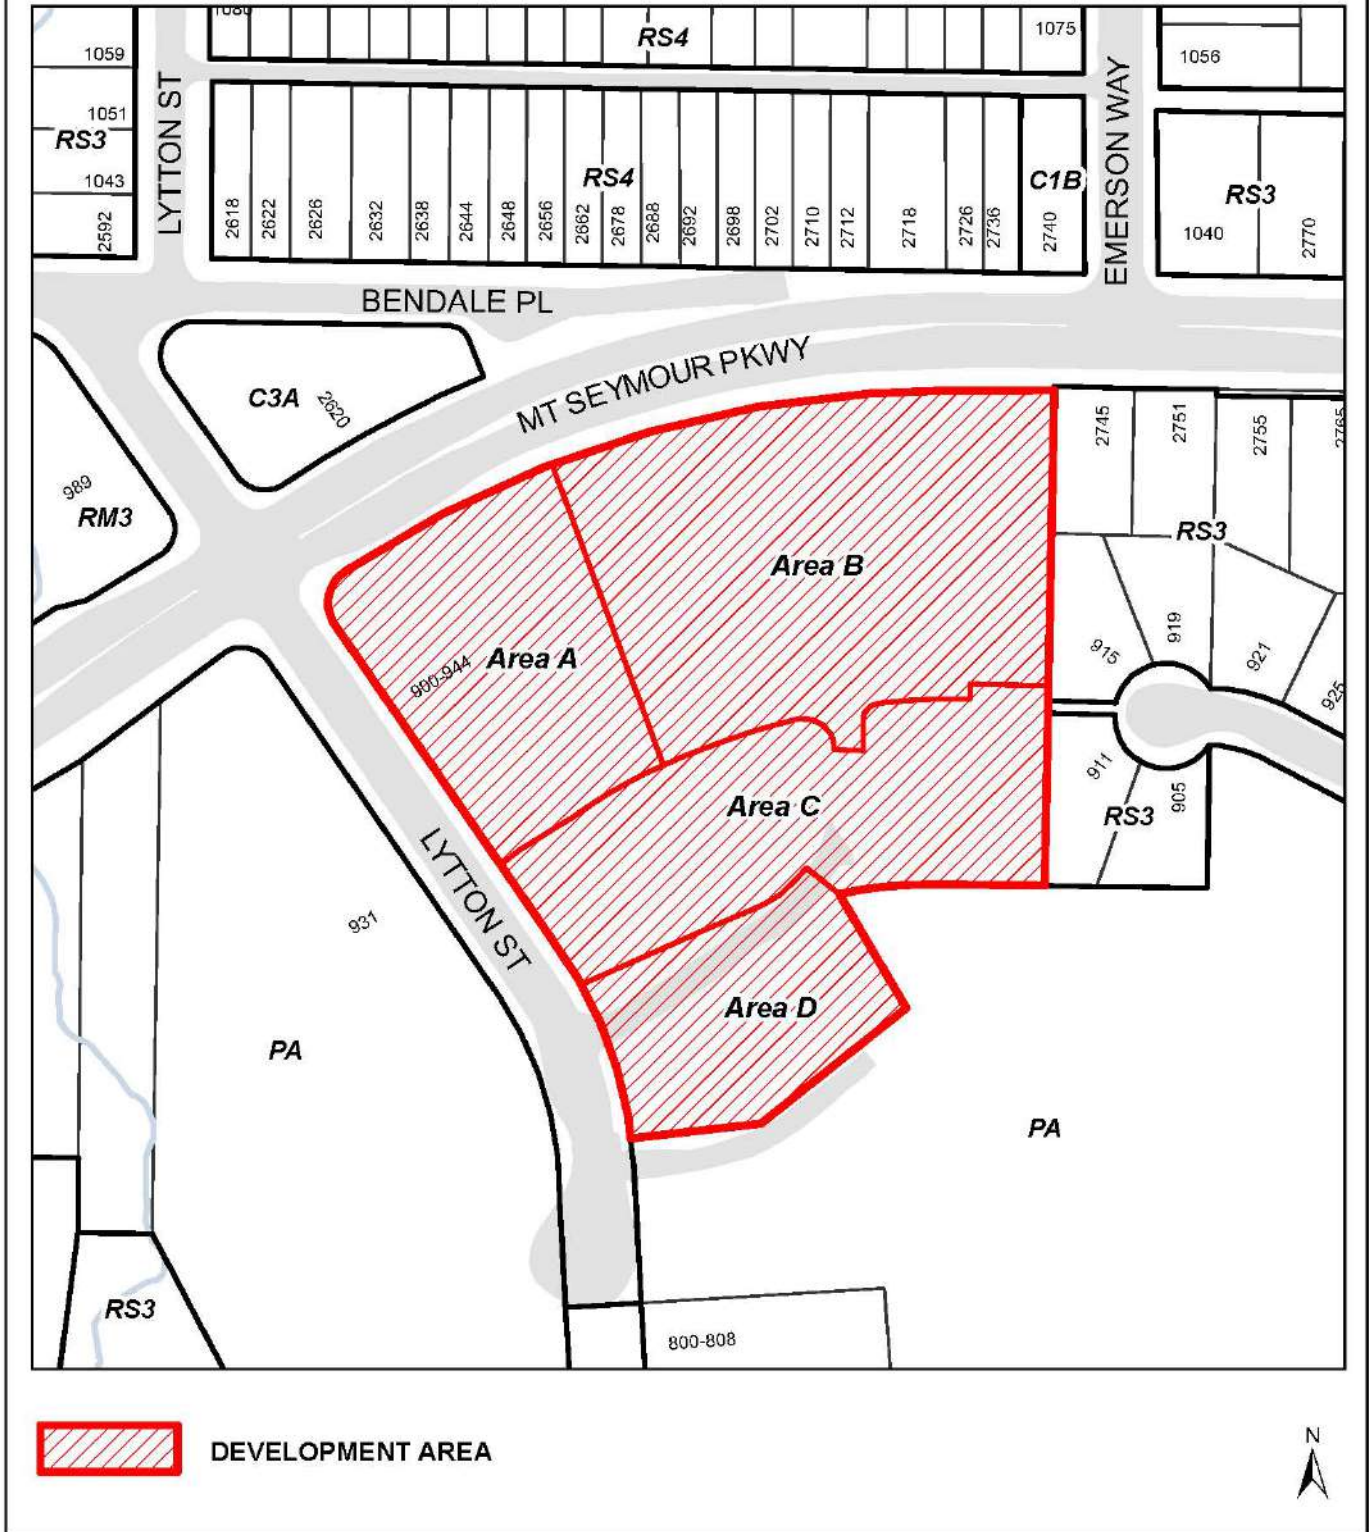 1080
RS4
1075
1059
1056
LYTTON ST
EMERSON WAY
1051
RS3
1043
2592
RS4
C1B
RS3
2618
2622
2626
2632
2638
2644
2648
2656
2662
2678
2688
2692
2698
2702
2710
2712
2718
2726
2736
2740
1040
2770
BENDALE PL
MT SEYMOUR PKWY
C3A
2620
989
RM3
2745
2751
2755
2765
RS3
Area B
Area A
900-944
915
919
921
925
Area C
911
905
RS3
LYTTON ST
931
PA
Area D
PA
RS3
800-808
DEVELOPMENT AREA
N